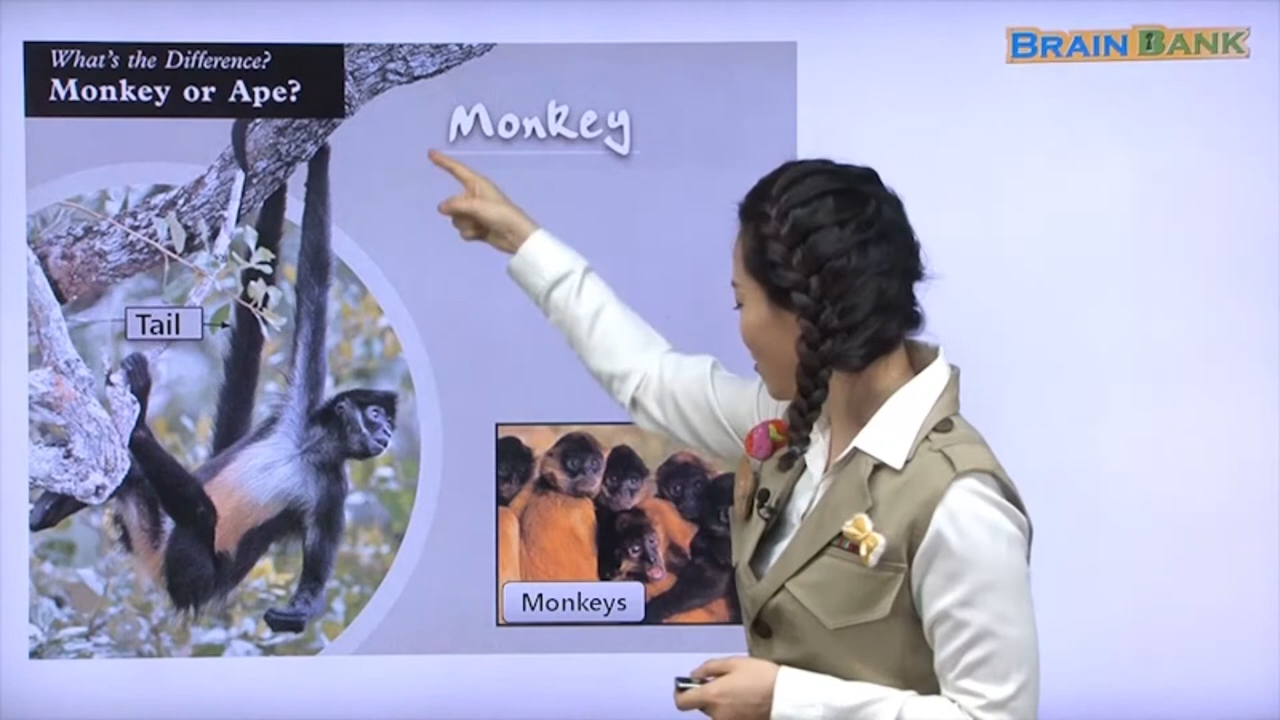 What's the Difference?
Monkey or Ape?
BRAIN BANK
Monkey
Tail
Monkeys